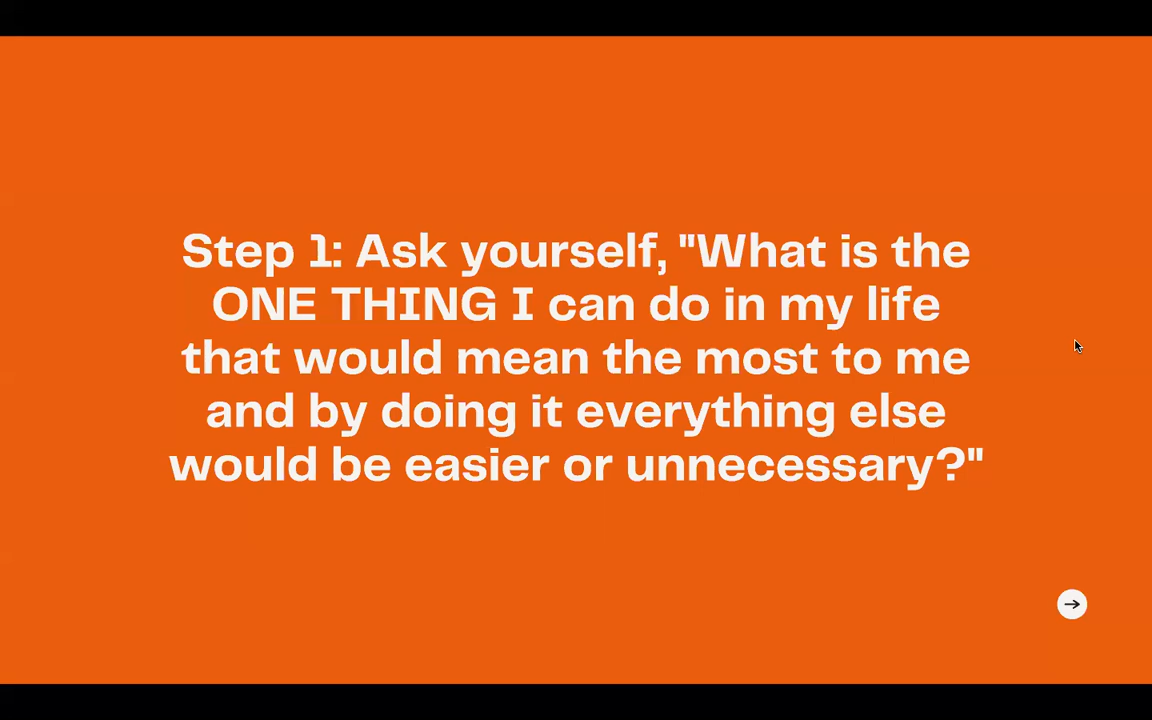 Step 1: Ask yourself, "What is the
ONE THING I can do in my life
that would mean the most to me
and by doing it everything else
would be easier or unnecessary?"